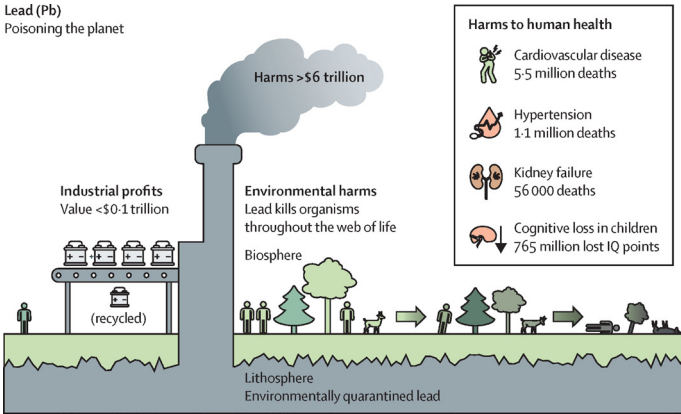 Lead (Pb)
Poisoning the planet
Harms >$6 trillion
Industrial profits
Value <$0·1 trillion
(recycled)
Environmental harms
Lead kills organisms
throughout the web of life
Biosphere
Lithosphere
Environmentally quarantined lead
Harms to human health
Cardiovascular disease
5·5 million deaths
Hypertension
1·1 million deaths
Kidney failure
56 000 deaths
Cognitive loss in children
765 million lost IQ points